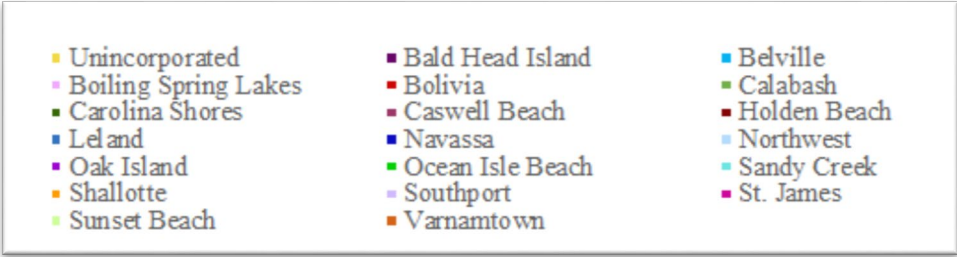 Unincorporated Bald Head Island Belville
Boiling Spring Lakes Bolivia Calabash
Carolina Shores Caswell Beach Holden Beach
Leland Navassa Northwest
Oak Island Ocean Isle Beach Sandy Creek
Shallotte Southport St. James
Sunset Beach Varnamtown